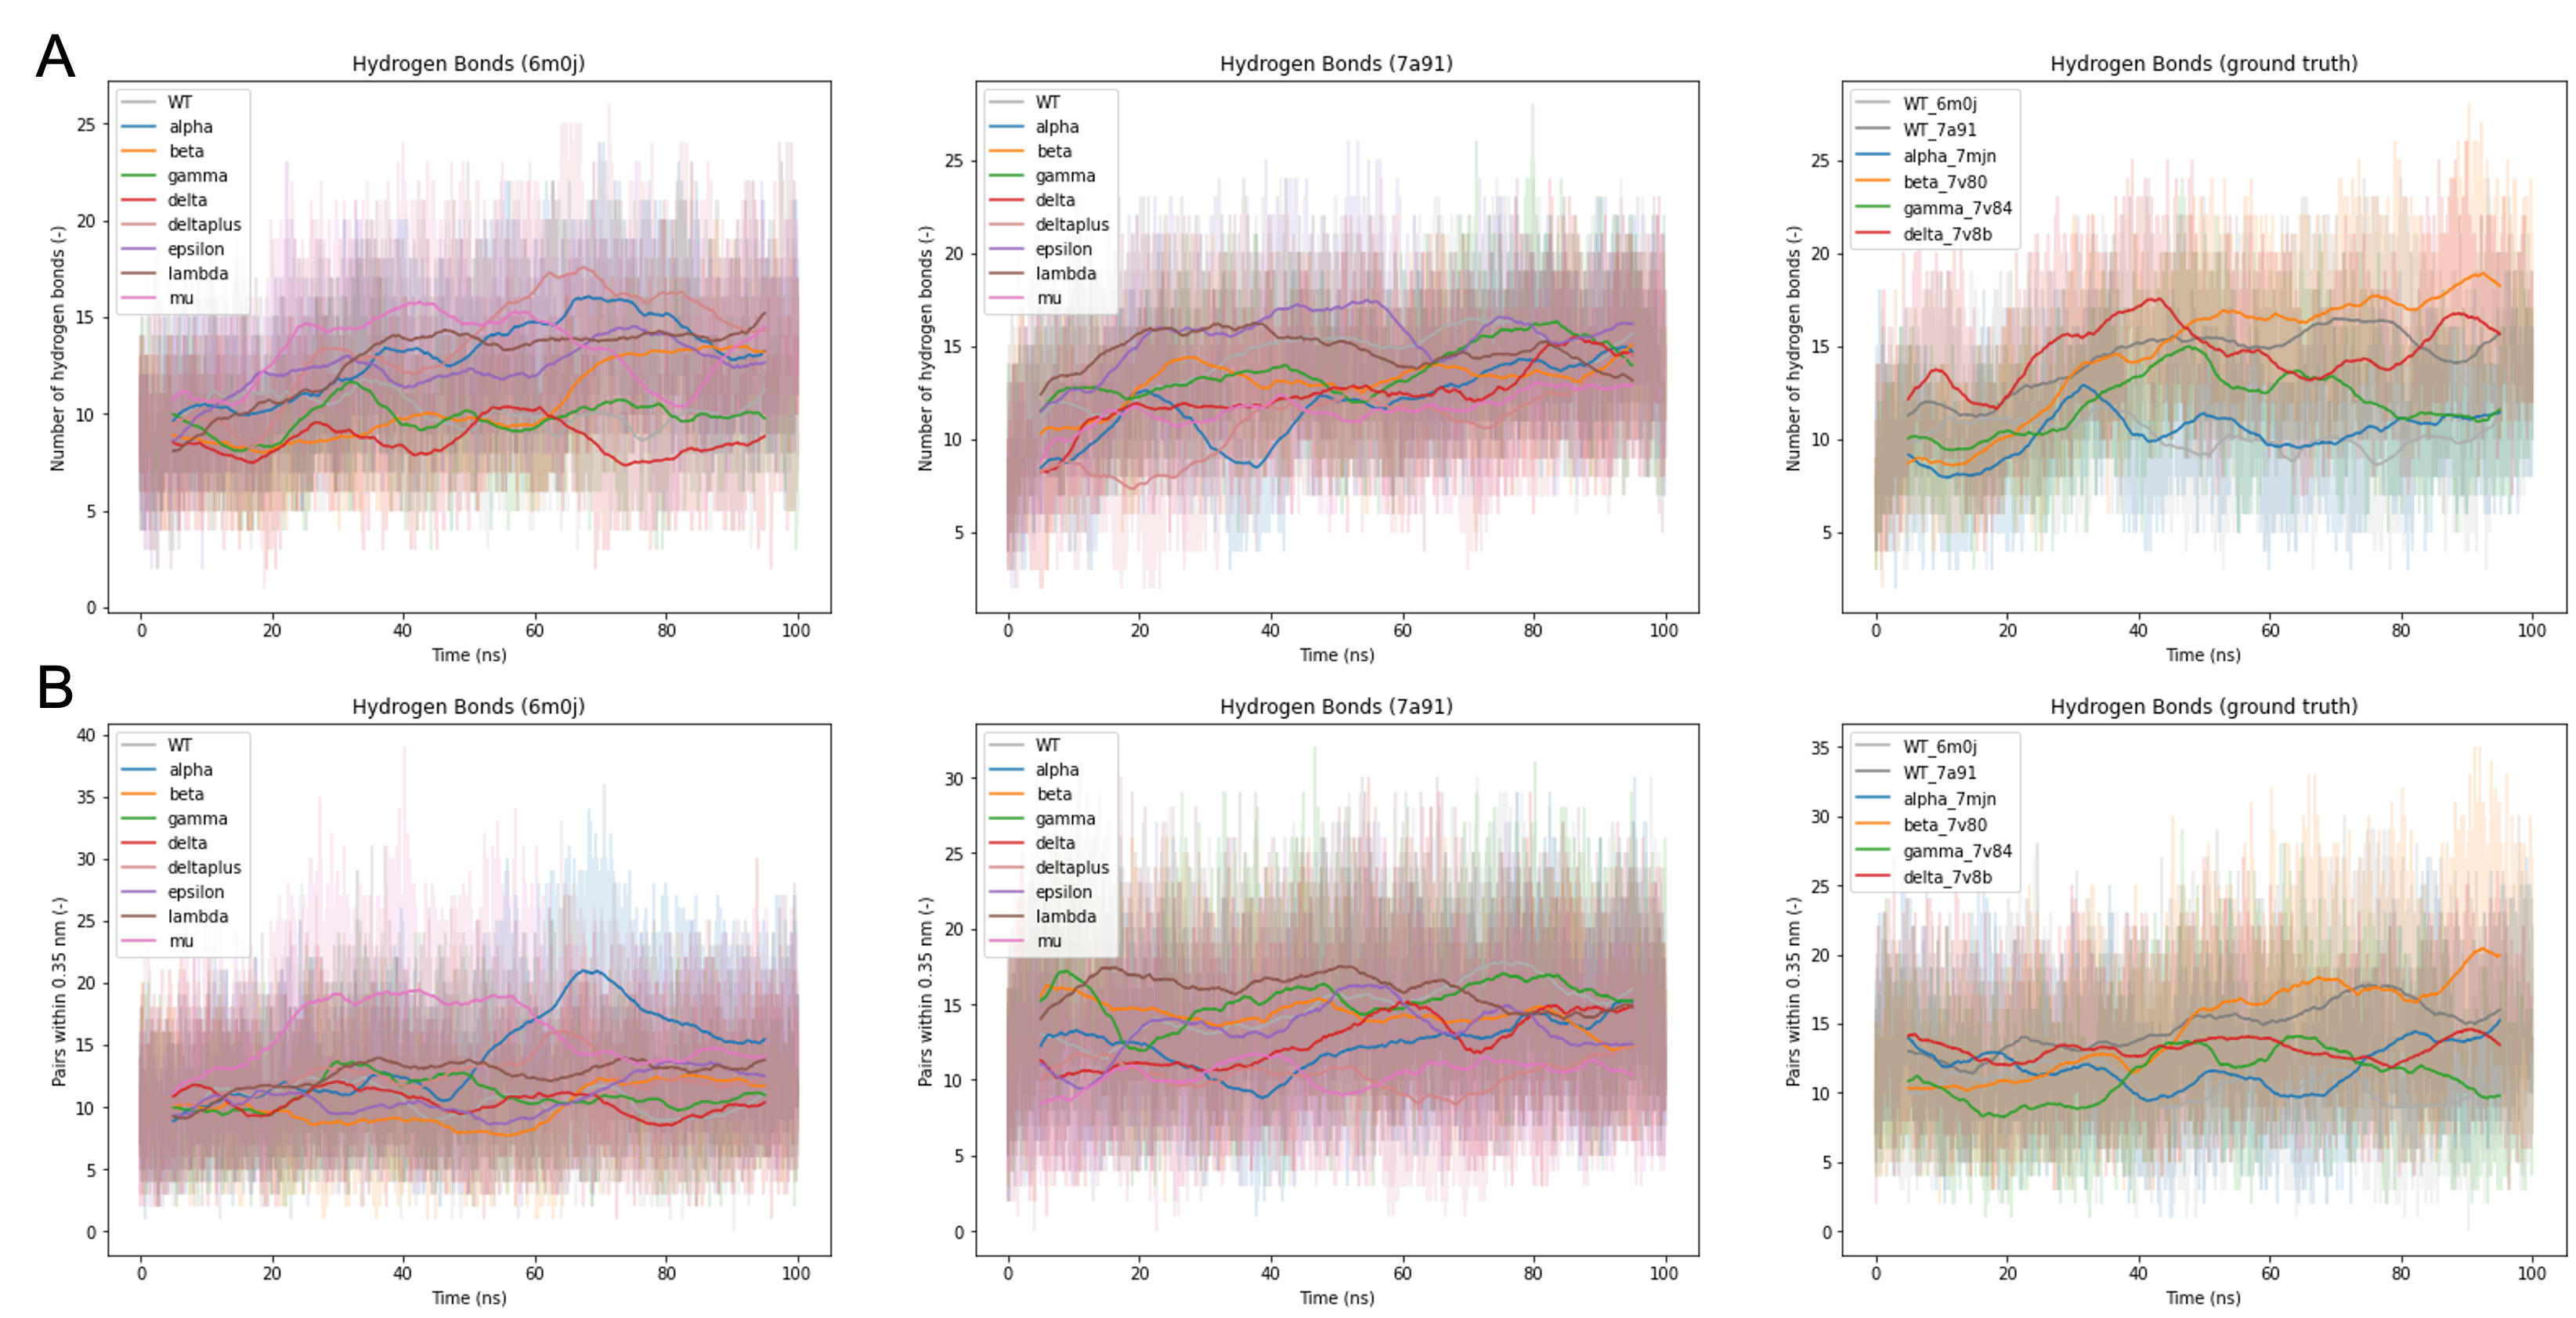 A
Hydrogen Bonds (6m0j)
Number of hydrogen bonds (-)
25
20
15
10
5
0
WT
alpha
beta
gamma
delta
deltaplus
epsilon
lambda
mu
0 20 40 60 80 100
Time (ns)
Hydrogen Bonds (7a91)
Number of hydrogen bonds (-)
25
20
15
10
5
WT
alpha
beta
gamma
delta
deltaplus
epsilon
lambda
mu
0 20 40 60 80 100
Time (ns)
Hydrogen Bonds (ground truth)
Number of hydrogen bonds (-)
25
20
15
10
5
WT_6m0j
WT_7a91
alpha_7mjn
beta_7v80
gamma_7v84
delta_7v8b
0 20 40 60 80 100
Time (ns)
B
Hydrogen Bonds (6m0j)
Pairs within 0.35 nm (-)
40
35
30
25
20
15
10
5
0
WT
alpha
beta
gamma
delta
deltaplus
epsilon
lambda
mu
0 20 40 60 80 100
Time (ns)
Hydrogen Bonds (7a91)
Pairs within 0.35 nm (-)
30
25
20
15
10
5
0
WT
alpha
beta
gamma
delta
deltaplus
epsilon
lambda
mu
0 20 40 60 80 100
Time (ns)
Hydrogen Bonds (ground truth)
Pairs within 0.35 nm (-)
35
30
25
20
15
10
5
0
WT_6m0j
WT_7a91
alpha_7mjn
beta_7v80
gamma_7v84
delta_7v8b
0 20 40 60 80 100
Time (ns)